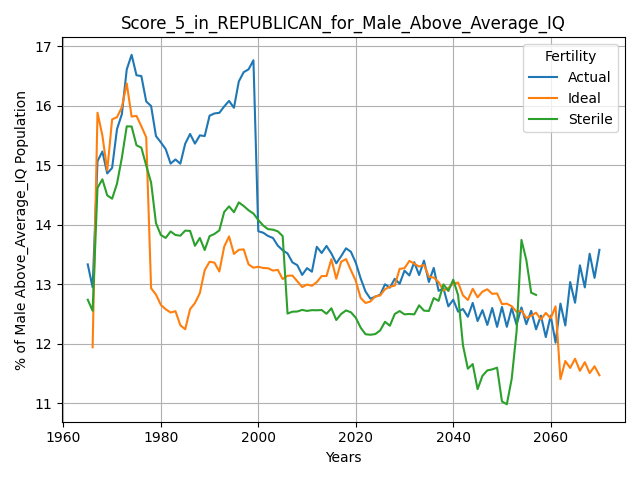 Score_5_in_REPUBLICAN_for_Male_Above_Average_IQ
% of Male Above_Average_IQ Population
17
16
15
14
13
12
11
Fertility
Actual
Ideal
Sterile
1960 1980 2000 2020 2040 2060
Years